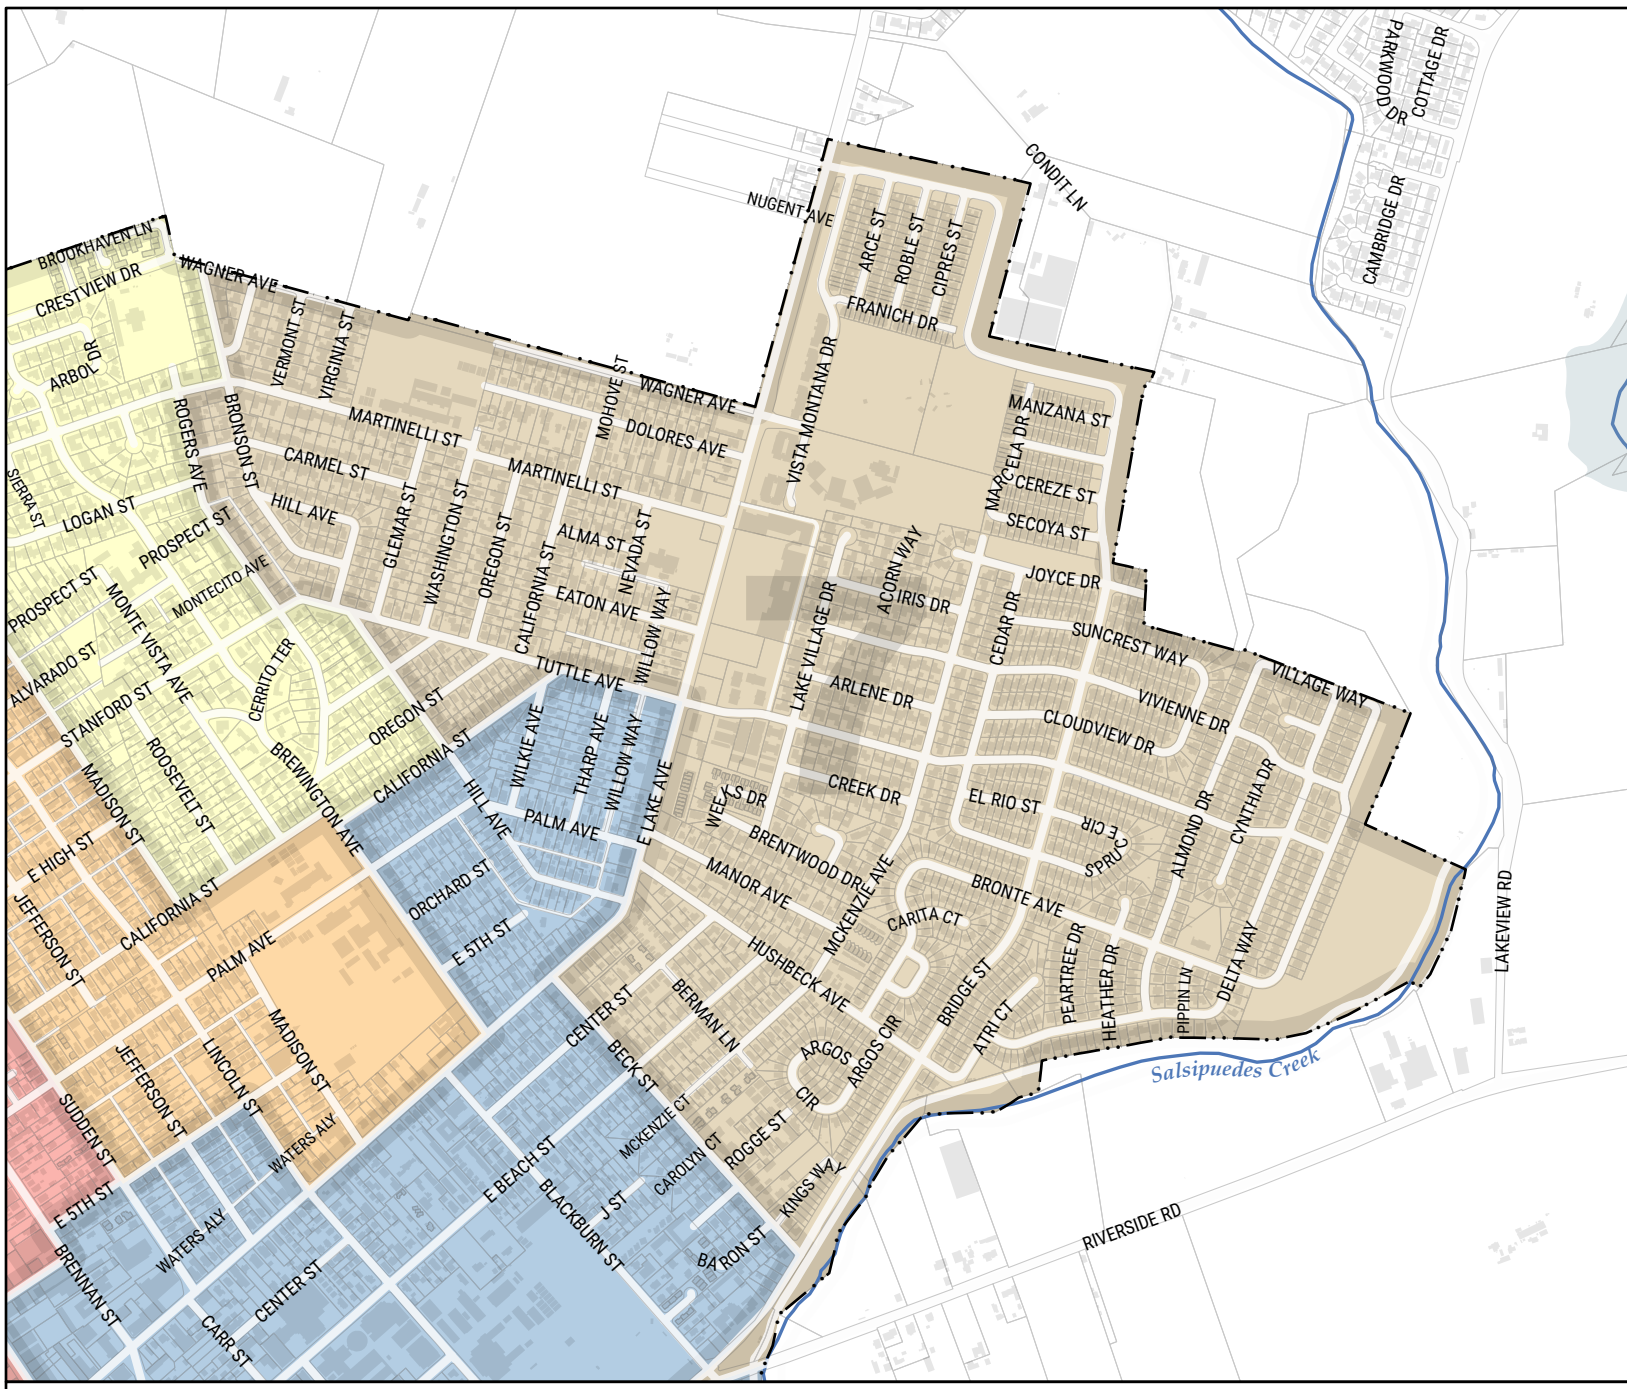 PARKWOOD DR
COTTAGE DR
CONDIT LN
CAMBRIDGE DR
NUGENT AVE
ARCE ST
ROBLE ST
CIPRES ST
FRANICH DR
BROOKHAVEN LN
CRESTVIEW DR
WAGNER AVE
VERMONT ST
VIRGINIA ST
ARBOL DR
MOHOVE ST
WAGNER AVE
VISTA MONTANA DR
MANZANA ST
MARCELA DR
CEREZE ST
SECOYA ST
ROGERS AVE
BRONSON ST
MARTINELLI ST
DOLORES AVE
CARMEL ST
MARTINELLI ST
SIERRA ST
LOGAN ST
HILL AVE
PROSPECT ST
GLEMAR ST
WASHINGTON ST
OREGON ST
CALIFORNIA ST
ALMA ST
NEVADA ST
ACORN WAY
JOYCE DR
PROSPECT ST
MONTECITO AVE
EATON AVE
WILLOW WAY
IRIS DR
CEDAR DR
LAKE VILLAGE DR
SUNCREST WAY
MONTE VISTA AVE
ALVARADO ST
STANFORD ST
CERRITO TER
TUTTLE AVE
ARLENE DR
VILLAGE WAY
VIVIENNE DR
CLOUDVIEW DR
OREGON ST
CALIFORNIA ST
WILKIE AVE
THARP AVE
WILLOW WAY
E LAKE AVE
ROOSEVELT ST
BREWINGTON AVE
MADISON ST
HILL AVE
PALM AVE
WEEKS DR
CREEK DR
BRENTWOOD DR
EL RIO ST
SPRUCE CIR
ALMOND DR
CYNTHIA DR
E HIGH ST
JEFFERSON ST
CALIFORNIA ST
ORCHARD ST
E 5TH ST
MANOR AVE
MCKENZIE AVE
BRONTE AVE
CARITA CT
LAKEVIEW RD
PALM AVE
HUSHBECK AVE
BRIDGE ST
PEARTREE DR
HEATHER DR
PIPPIN LN
DELTA WAY
CENTER ST
BERMAN LN
ATRI CT
MADISON ST
BECK ST
ARGOS CIR
ARGOS CIR
Salsipuedes Creek
JEFFERSON ST
LINCOLN ST
SUDDEN ST
WATERS ALY
MCKENZIE CT
CAROLYN CT
ROGGE ST
E BEACH ST
E 5TH ST
BLACKBURN ST
J ST
KINGS WAY
WATERS ALY
BARON ST
RIVERSIDE RD
BRENNAN ST
CENTER ST
CARR ST